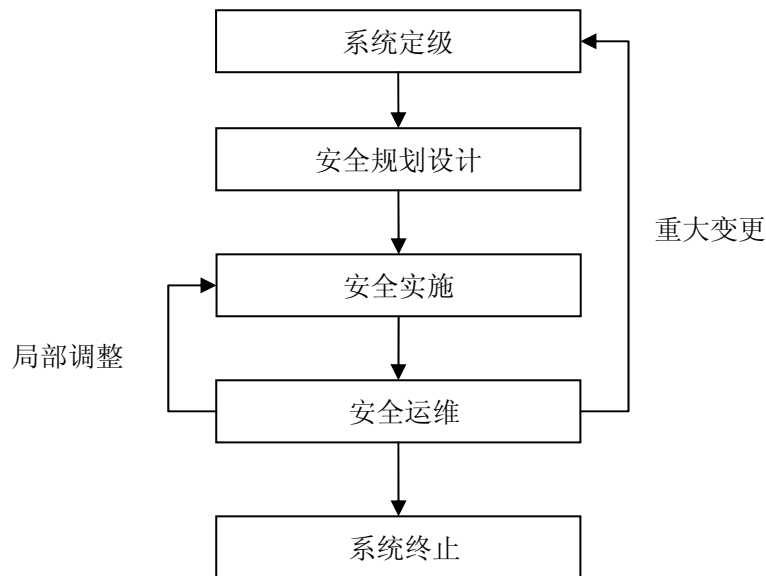 系统定级
安全规划设计
重大变更
安全实施
局部调整
安全运维
系统终止